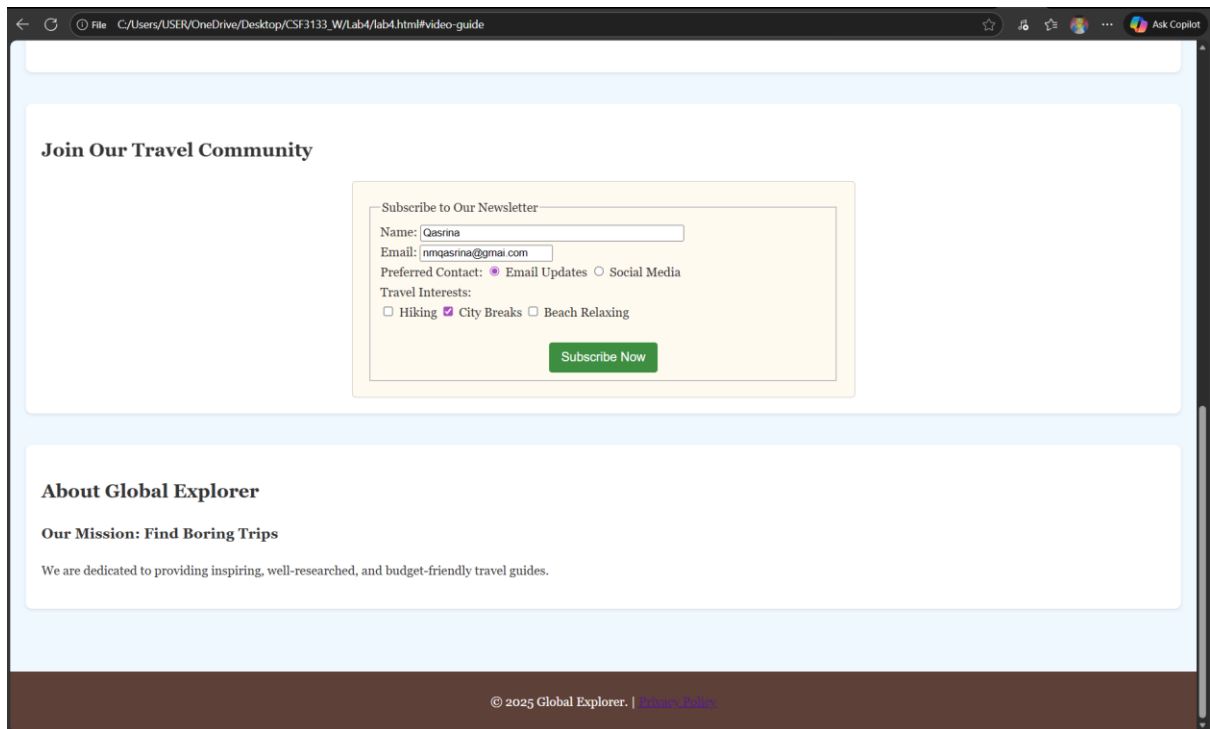 File C:/Users/USER/OneDrive/Desktop/CSF3133_W/Lab4/lab4.html#video-guide
Ask Copilot
Join Our Travel Community
Subscribe to Our Newsletter
Name: Qasrina
Email: nmqasrina@gmai.com
Preferred Contact: Email Updates Social Media
Travel Interests:
Hiking City Breaks Beach Relaxing
Subscribe Now
About Global Explorer
Our Mission: Find Boring Trips
We are dedicated to providing inspiring, well-researched, and budget-friendly travel guides.
© 2025 Global Explorer. | Privacy Policy